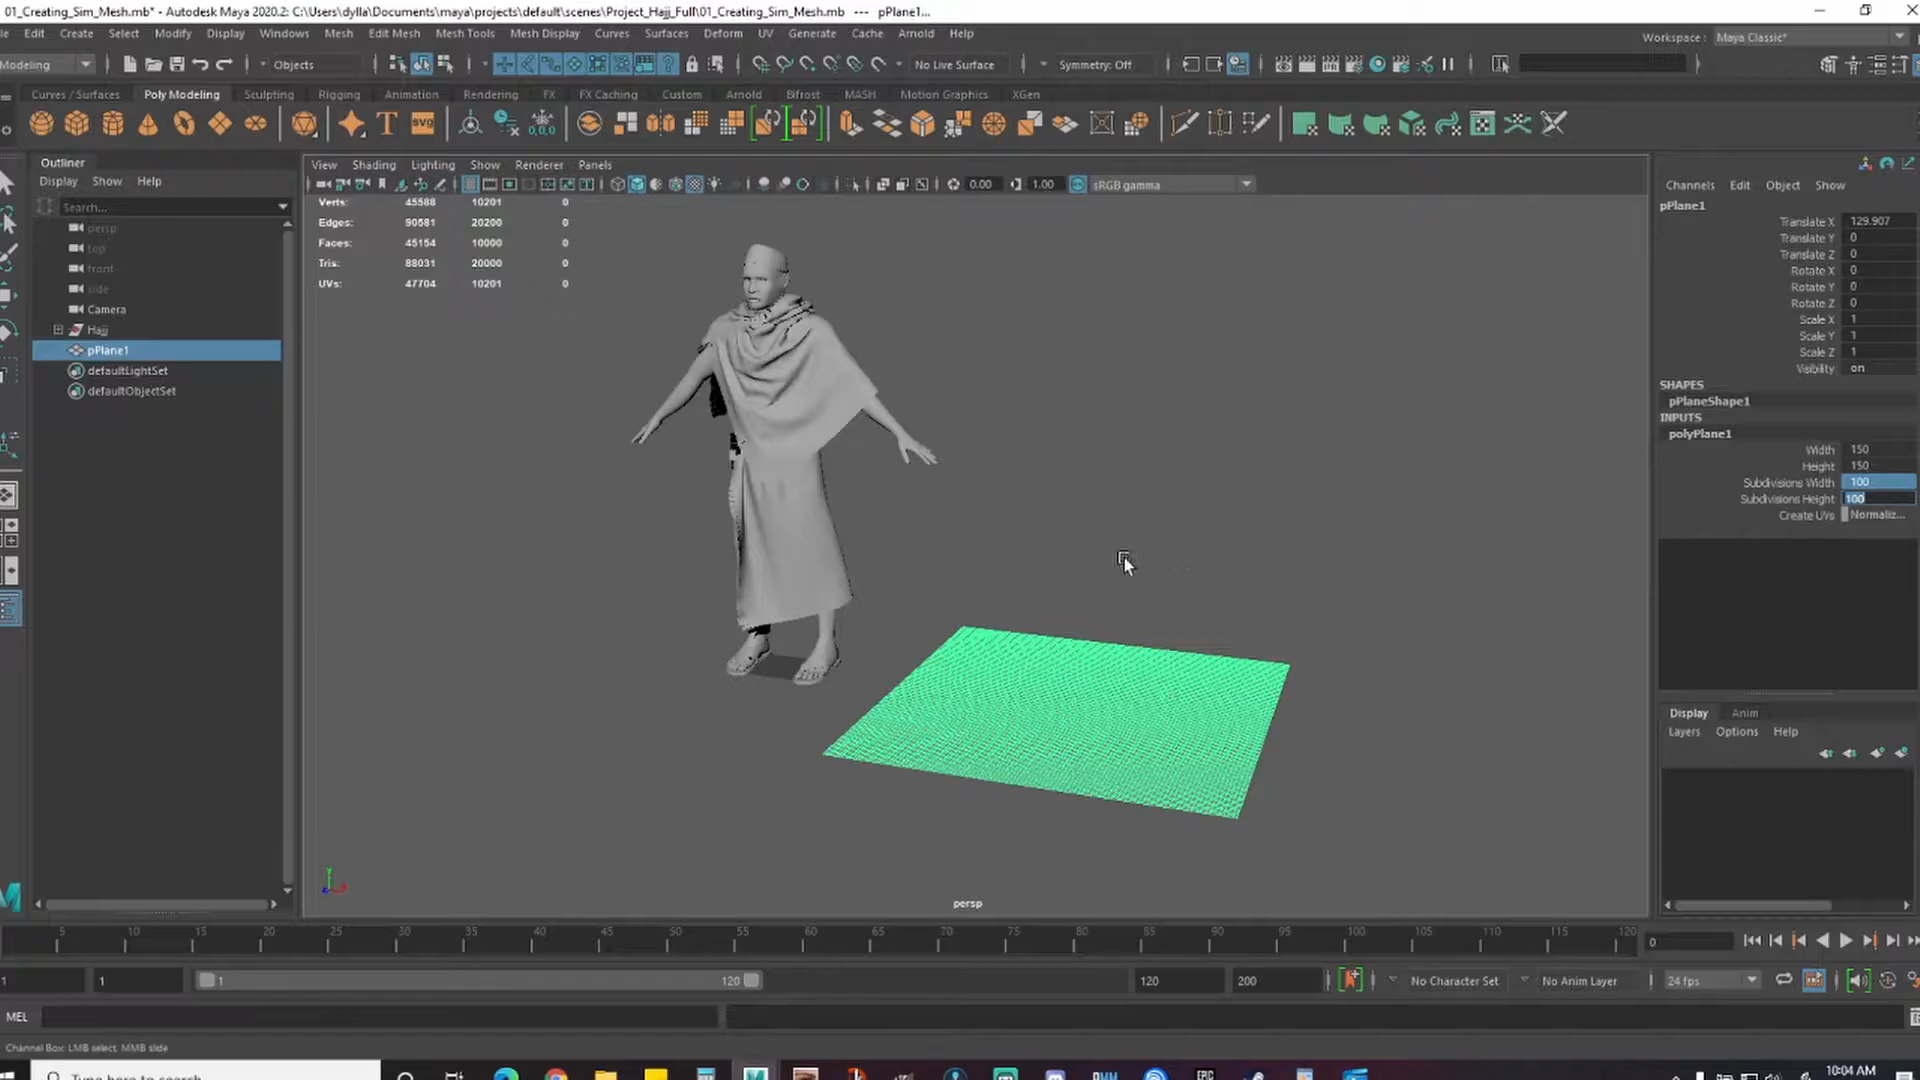 01_Creating_Sim_Mesh.mb* - Autodesk Maya 2020.2: C:\Users\dylla\Documents\maya\projects\default\scenes\Project_Hajj_Full\01_Creating_Sim_Mesh.mb --- pPlane1...
Edit Create Select Modify Display Windows Mesh Edit Mesh Mesh Tools Mesh Display Curves Surfaces Deform UV Generate Cache Arnold Help
Workspace: Maya Classic*
Modeling Objects No Live Surface Symmetry: Off
Curves / Surfaces Poly Modeling Sculpting Rigging Animation Rendering FX FX Caching Custom Arnold Bifrost MASH Motion Graphics XGen
T SVG 0,0,0
Outliner
Display Show Help
Search...
persp
top
front
side
Camera
Hajj
pPlane1
defaultLightSet
defaultObjectSet
View Shading Lighting Show Renderer Panels
0.00 1.00 sRGB gamma
Verts: 45588 10201 0
Edges: 90581 20200 0
Faces: 45154 10000 0
Tris: 88031 20000 0
UVs: 47704 10201 0
persp
Channels Edit Object Show
pPlane1
Translate X 129.907
Translate Y 0
Translate Z 0
Rotate X 0
Rotate Y 0
Rotate Z 0
Scale X 1
Scale Y 1
Scale Z 1
Visibility on
SHAPES
pPlaneShape1
INPUTS
polyPlane1
Width 150
Height 150
Subdivisions Width 100
Subdivisions Height 100
Create UVs Normaliz...
Display Anim
Layers Options Help
5 10 15 20 25 30 35 40 45 50 55 60 65 70 75 80 85 90 95 100 105 110 115 120
0
1 1 1 120 120 200 No Character Set No Anim Layer 24 fps
MEL
Channel Box: LMB select, MMB slide
Type here to search
EPIC
10:04 AM